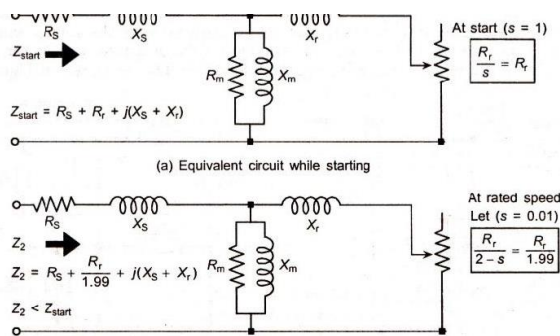 R_S
X_S
X_r
At start (s = 1)
Z_start
R_m
X_m
R_r / s = R_r
Z_start = R_S + R_r + j(X_S + X_r)
(a) Equivalent circuit while starting
R_S
X_S
X_r
At rated speed
Let (s = 0.01)
Z_2
R_m
X_m
R_r / 2 – s = R_r / 1.99
Z_2 = R_S + R_r / 1.99 + j(X_S + X_r)
Z_2 < Z_start